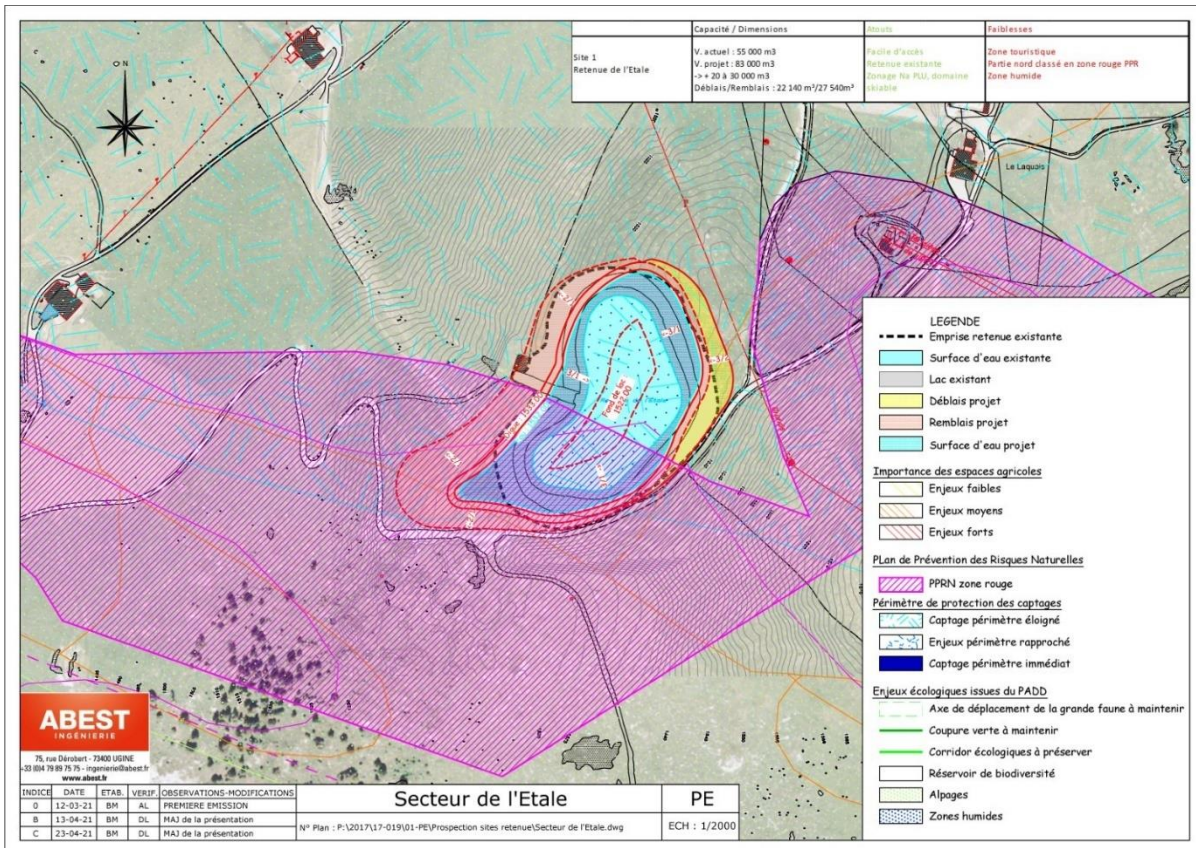 Capacité / Dimensions
Atouts
Faiblesses
Site 1
Retenue de l'Etale
V. actuel : 55 000 m3
V. projet : 83 000 m3
-> + 20 à 30 000 m3
Déblais/Remblais : 22 140 m³/27 540m³
Facile d'accès
Retenue existante
Zonage Na PLU, domaine
skiable
Zone touristique
Partie nord classé en zone rouge PPR
Zone humide
N
Le Laquais
Fond de lac
1522.00
LEGENDE
Emprise retenue existante
Surface d'eau existante
Lac existant
Déblais projet
Remblais projet
Surface d'eau projet
Importance des espaces agricoles
Enjeux faibles
Enjeux moyens
Enjeux forts
PLan de Prévention des Risques Naturelles
PPRN zone rouge
Périmètre de protection des captages
Captage périmètre éloigné
Enjeux périmètre rapproché
Captage périmètre immédiat
Enjeux écologiques issues du PADD
Axe de déplacement de la grande faune à maintenir
Coupure verte à maintenir
Corridor écologiques à préserver
Réservoir de biodiversité
Alpages
Zones humides
ABEST
INGÉNIERIE
75, rue Dérobert - 73400 UGINE
+33 (0)4 79 89 75 75 - ingenierie@abest.fr
www.abest.fr
INDICE DATE ETAB. VERIF. OBSERVATIONS-MODIFICATIONS
0 12-03-21 BM AL PREMIERE EMISSION
B 13-04-21 BM DL MAJ de la présentation
C 23-04-21 BM DL MAJ de la présentation
Secteur de l'Etale
N° Plan : P:\2017\17-019\01-PE\Prospection sites retenue\Secteur de l'Etale.dwg
PE
ECH : 1/2000